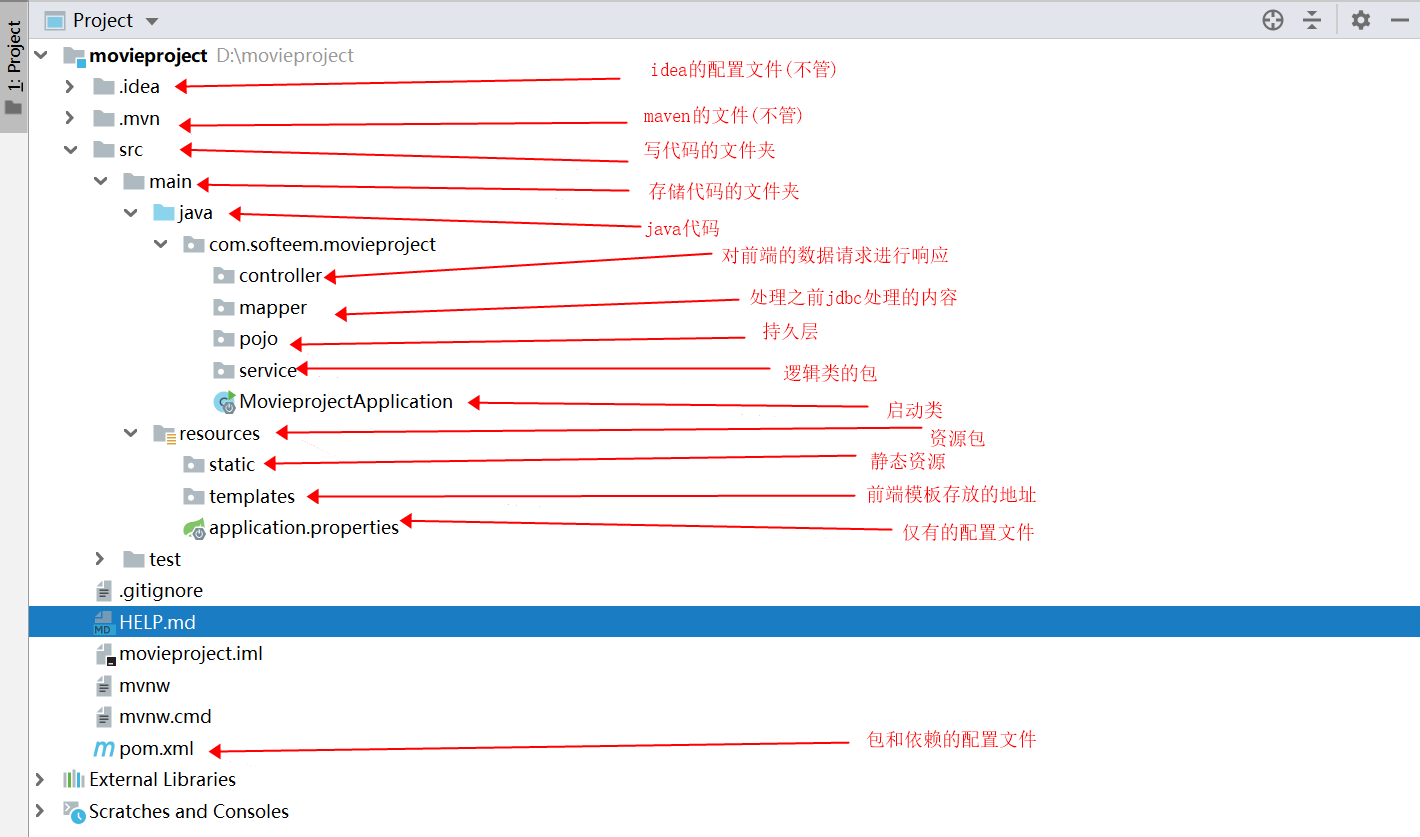 Project
1: Project
movieproject D:\movieproject
.idea idea的配置文件(不管)
.mvn maven的文件(不管)
src 写代码的文件夹
main 存储代码的文件夹
java java代码
com.softeem.movieproject
controller 对前端的数据请求进行响应
mapper 处理之前jdbc处理的内容
pojo 持久层
service 逻辑类的包
MovieprojectApplication 启动类
resources 资源包
static 静态资源
templates 前端模板存放的地址
application.properties 仅有的配置文件
test
.gitignore
MD HELP.md
movieproject.iml
mvnw
mvnw.cmd
m pom.xml 包和依赖的配置文件
External Libraries
Scratches and Consoles